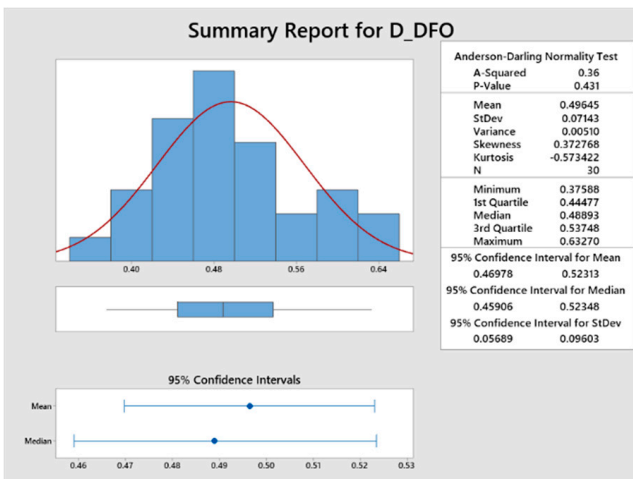 Summary Report for D_DFO
Anderson-Darling Normality Test
A-Squared 0.36
P-Value 0.431
Mean 0.49645
StDev 0.07143
Variance 0.00510
Skewness 0.372768
Kurtosis -0.573422
N 30
Minimum 0.37588
1st Quartile 0.44477
Median 0.48893
3rd Quartile 0.53748
Maximum 0.63270
95% Confidence Interval for Mean
0.46978 0.52313
95% Confidence Interval for Median
0.45906 0.52348
95% Confidence Interval for StDev
0.05689 0.09603
0.40 0.48 0.56 0.64
95% Confidence Intervals
Mean
Median
0.46 0.47 0.48 0.49 0.50 0.51 0.52 0.53